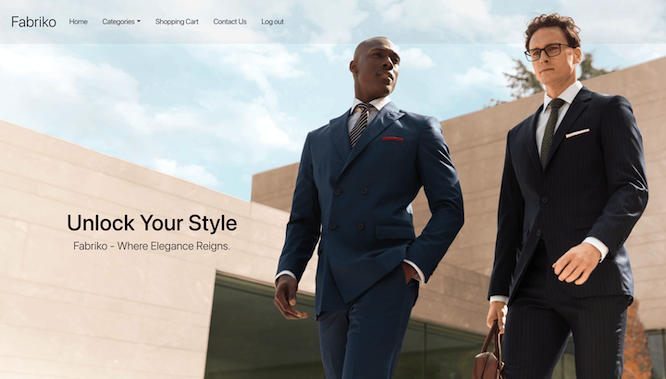 Fabriko Home Categories Shopping Cart Contact Us Log out
Unlock Your Style
Fabriko - Where Elegance Reigns.